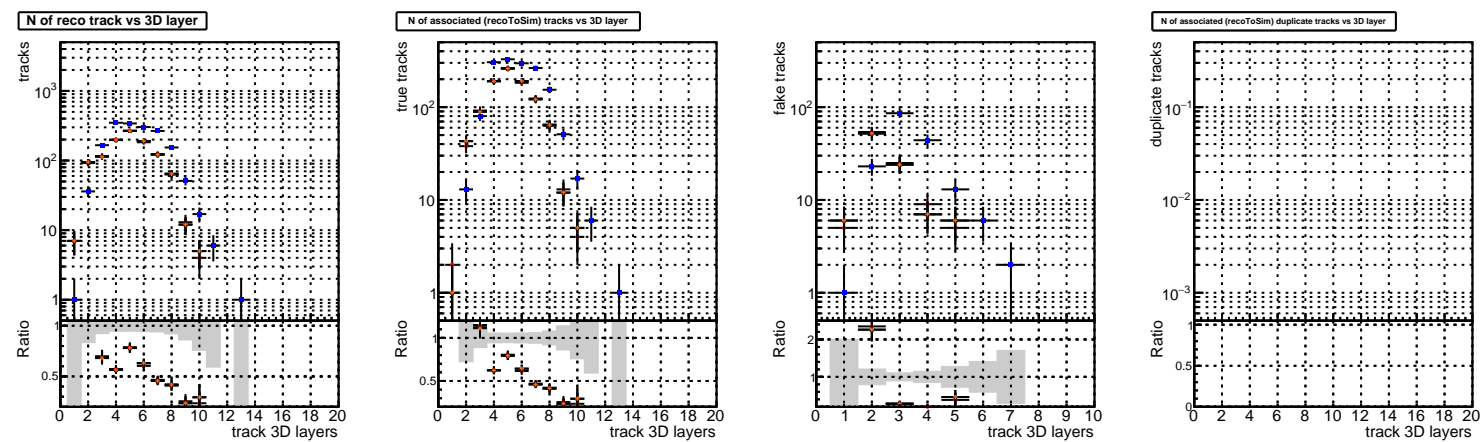 N of reco track vs 3D layer
tracks
10³
10²
10
1
1
Ratio
0.5
0 2 4 6 8 10 12 14 16 18 20
track 3D layers
N of associated (recoToSim) tracks vs 3D layer
true tracks
10²
10
1
1
Ratio
0.5
0 2 4 6 8 10 12 14 16 18 20
track 3D layers
fake tracks
10²
10
1
2
Ratio
1
0 1 2 3 4 5 6 7 8 9 10
track 3D layers
N of associated (recoToSim) duplicate tracks vs 3D layer
duplicate tracks
10⁻¹
10⁻²
10⁻³
1
Ratio
0.5
0
0 2 4 6 8 10 12 14 16 18 20
track 3D layers